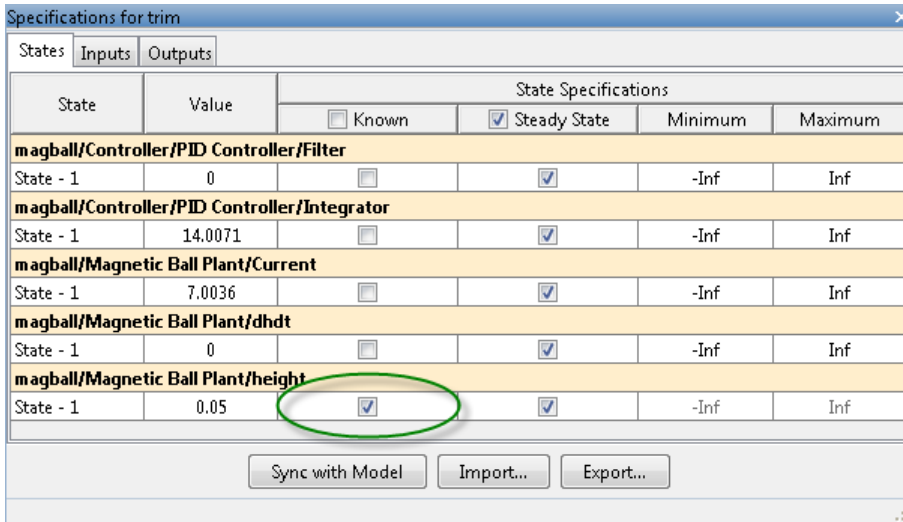 Specifications for trim
States Inputs Outputs
State Value State Specifications
Known Steady State Minimum Maximum
magball/Controller/PID Controller/Filter
State - 1 0 -Inf Inf
magball/Controller/PID Controller/Integrator
State - 1 14.0071 -Inf Inf
magball/Magnetic Ball Plant/Current
State - 1 7.0036 -Inf Inf
magball/Magnetic Ball Plant/dhdt
State - 1 0 -Inf Inf
magball/Magnetic Ball Plant/height
State - 1 0.05 -Inf Inf
Sync with Model Import... Export...